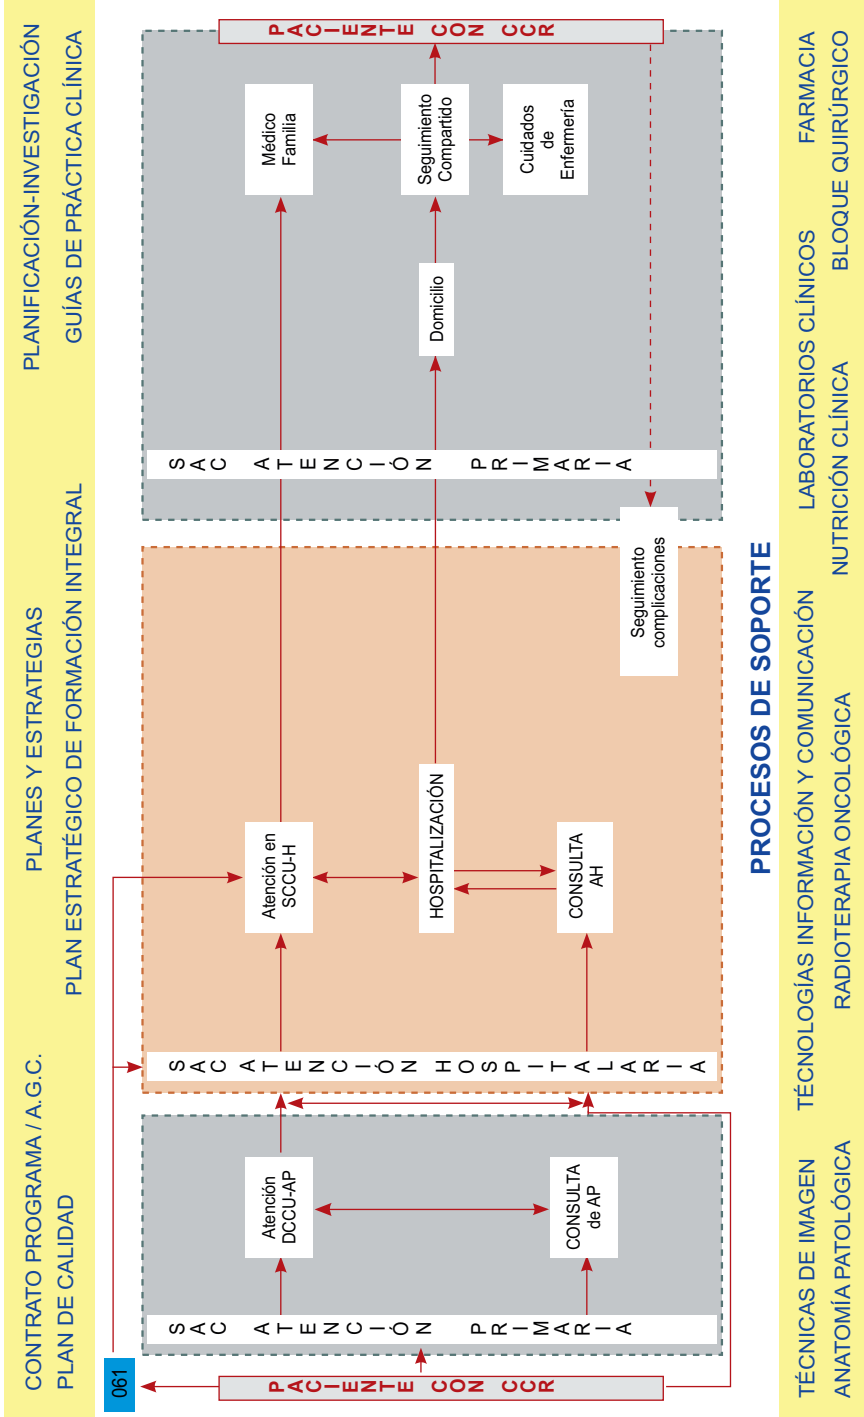 CONTRATO PROGRAMA / A.G.C.
PLANES Y ESTRATEGIAS
PLANIFICACIÓN-INVESTIGACIÓN
PLAN DE CALIDAD
PLAN ESTRATÉGICO DE FORMACIÓN INTEGRAL
GUÍAS DE PRÁCTICA CLÍNICA
061
PACIENTE CON CCR
SAC ATENCIÓN PRIMARIA
Atención
DCCU-AP
CONSULTA
de AP
SAC ATENCIÓN HOSPITALARIA
Atención en
SCCU-H
HOSPITALIZACIÓN
CONSULTA
AH
Seguimiento
complicaciones
SAC ATENCIÓN PRIMARIA
Domicilio
Médico
Familia
Seguimiento
Compartido
Cuidados
de
Enfermería
PACIENTE CON CCR
PROCESOS DE SOPORTE
TÉCNICAS DE IMAGEN
TÉCNOLOGÍAS INFORMACIÓN Y COMUNICACIÓN
LABORATORIOS CLÍNICOS
FARMACIA
ANATOMÍA PATOLÓGICA
RADIOTERAPIA ONCOLÓGICA
NUTRICIÓN CLÍNICA
BLOQUE QUIRÚRGICO